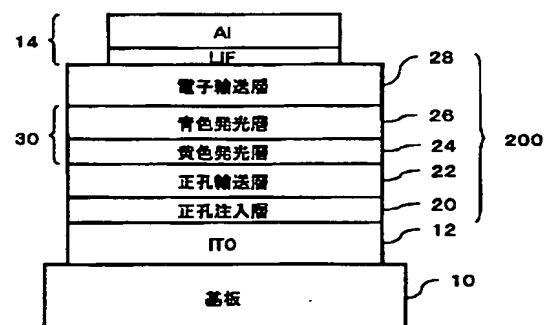 14
Al
LiF
電子輸送層
28
青色発光層
26
30
200
黄色発光層
24
正孔輸送層
22
正孔注入層
20
ITO
12
基板
10